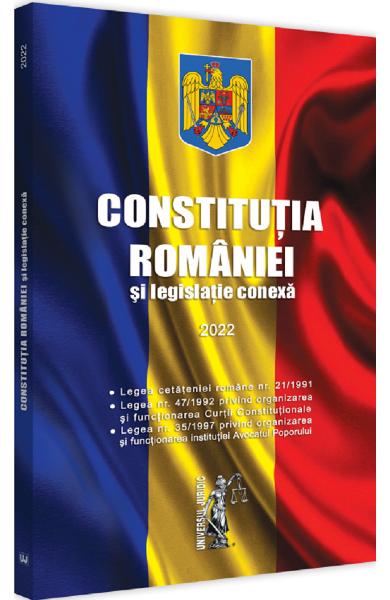 2022
CONSTITUȚIA ROMÂNIEI și legislație conexă
CONSTITUȚIA
ROMÂNIEI
și legislație conexă
2022
• Legea cetățeniei române nr. 21/1991
• Legea nr. 47/1992 privind organizarea
și funcționarea Curții Constituționale
• Legea nr. 35/1997 privind organizarea
și funcționarea instituției Avocatul Poporului
UNIVERSUL JURIDIC